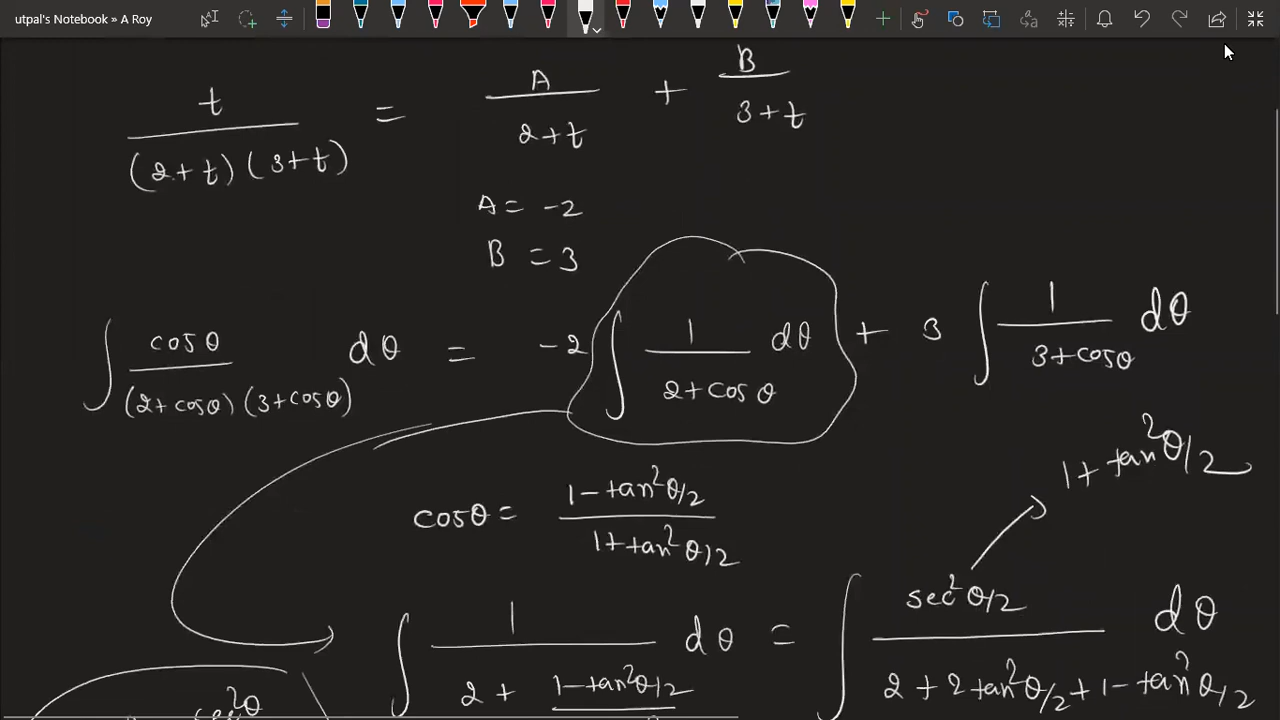 utpal's Notebook » A Roy
t/((2+t)(3+t)) = A/(2+t) + B/(3+t)
A = -2
B = 3
∫ cosθ/((2+cosθ)(3+cosθ)) dθ = -2 ∫ 1/(2+cosθ) dθ + 3 ∫ 1/(3+cosθ) dθ
1+tan²θ/2
cosθ = (1-tan²θ/2)/(1+tan²θ/2)
∫ 1/(2 + (1-tan²θ/2)/ dθ = ∫ sec²θ/2 / (2+2tan²θ/2+1-tan²θ/2) dθ